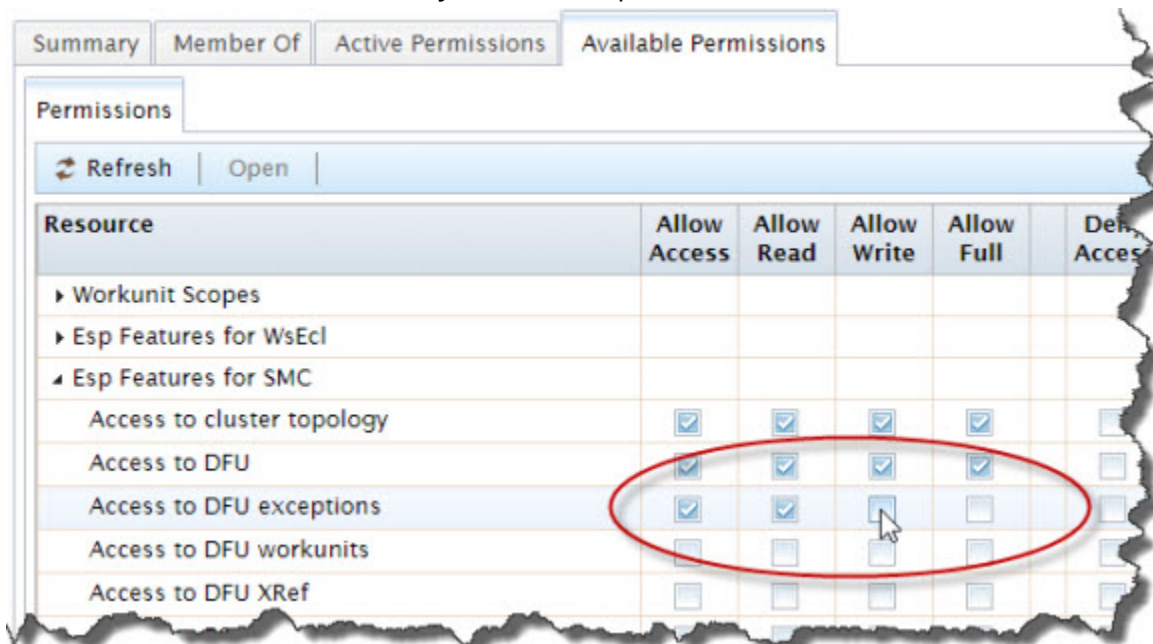 Summary Member Of Active Permissions Available Permissions
Permissions
Refresh Open
Resource Allow Access Allow Read Allow Write Allow Full
Workunit Scopes
Esp Features for WsEcl
Esp Features for SMC
Access to cluster topology
Access to DFU
Access to DFU exceptions
Access to DFU workunits
Access to DFU XRef